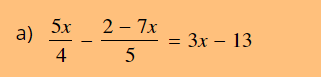 a) 5x/4 − (2 − 7x)/5 = 3x − 13